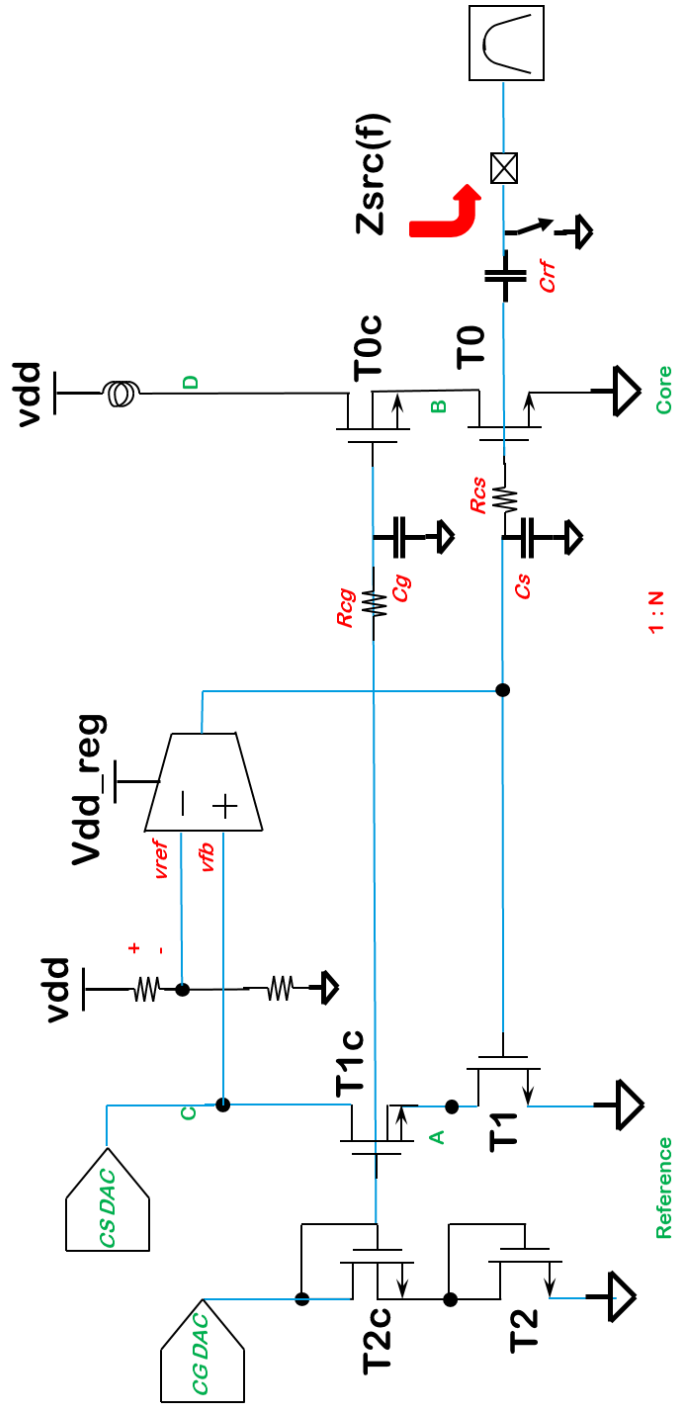 vdd
Vdd_reg
vdd
CS DAC
CG DAC
C
+
-
vref
vfb
−
+
D
T0c
Zsrc(f)
T1c
T2c
Rcg
Cg
B
T0
Crf
A
T1
T2
Rcs
Cs
Reference
1 : N
Core